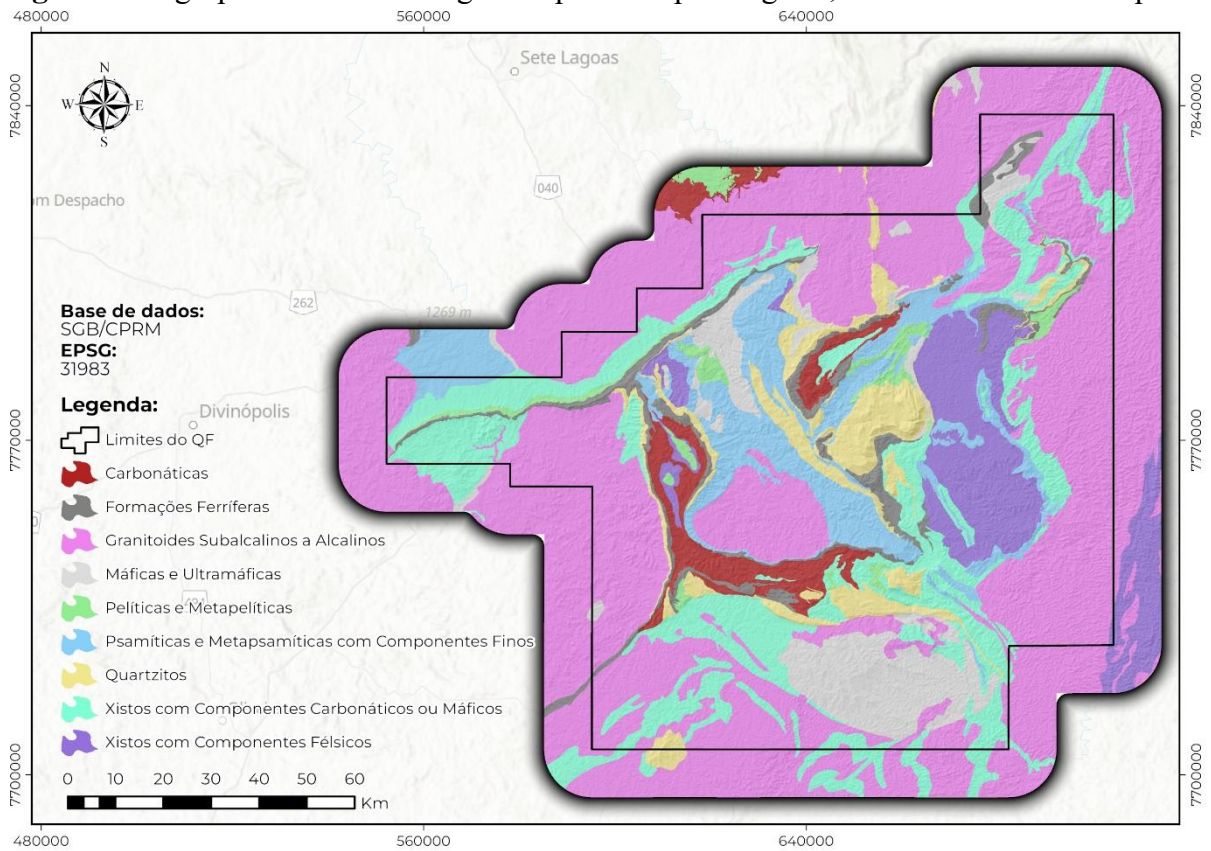 480000
560000
640000
N
W
E
S
Sete Lagoas
7840000
7840000
040
om Despacho
262
1269 m
Base de dados:
SGB/CPRM
EPSG:
31983
Legenda:
Divinópolis
7770000
7770000
Limites do QF
Carbonáticas
Formações Ferríferas
Granitoides Subalcalinos a Alcalinos
Máficas e Ultramáficas
Pelíticas e Metapelíticas
Psamíticas e Metapsamíticas com Componentes Finos
Quartzitos
Xistos com Componentes Carbonáticos ou Máficos
Xistos com Componentes Félsicos
0 10 20 30 40 50 60
Km
7700000
7700000
480000
560000
640000